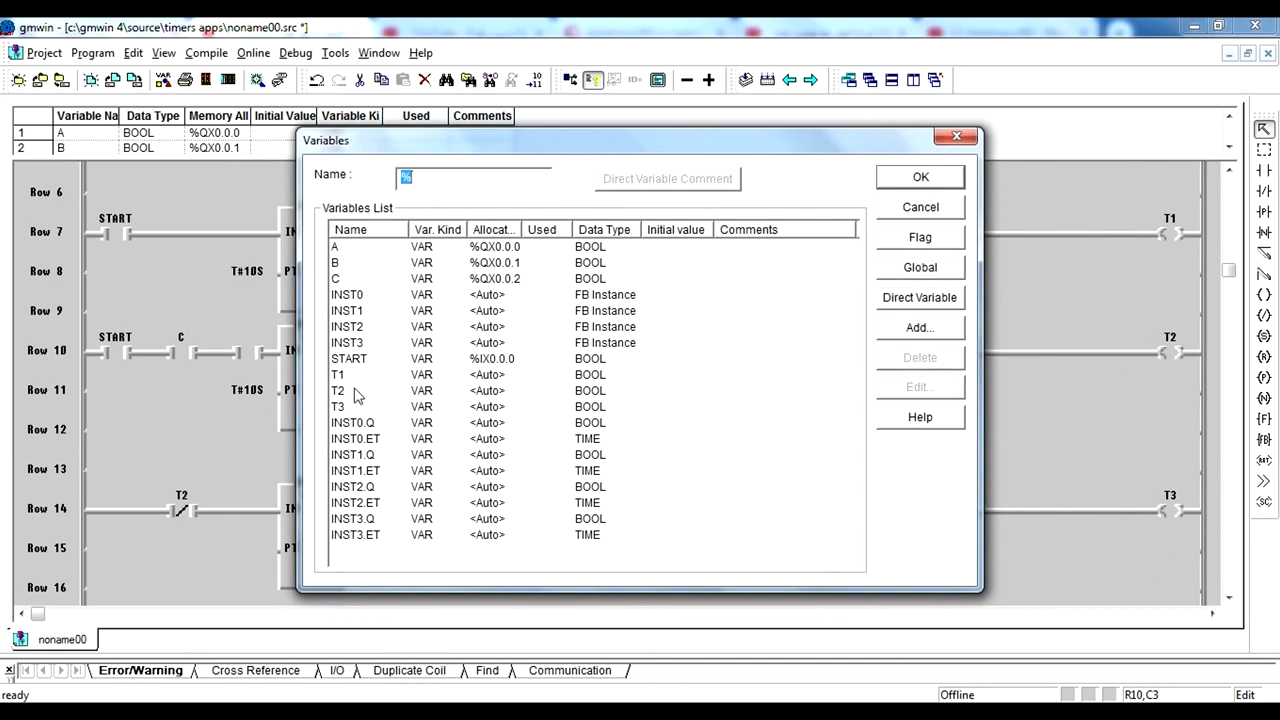 gmwin - [c:\gmwin 4\source\timers apps\noname00.src *]
Project Program Edit View Compile Online Debug Tools Window Help
Variable Na Data Type Memory All Initial Value Variable Ki Used Comments
1 A BOOL %QX0.0.0
2 B BOOL %QX0.0.1
Variables
Name :
%
Direct Variable Comment
OK
Cancel
Flag
Global
Direct Variable
Add...
Delete
Edit...
Help
Variables List
Name Var. Kind Allocat... Used Data Type Initial value Comments
A VAR %QX0.0.0 BOOL
B VAR %QX0.0.1 BOOL
C VAR %QX0.0.2 BOOL
INST0 VAR <Auto> FB Instance
INST1 VAR <Auto> FB Instance
INST2 VAR <Auto> FB Instance
INST3 VAR <Auto> FB Instance
START VAR %IX0.0.0 BOOL
T1 VAR <Auto> BOOL
T2 VAR <Auto> BOOL
T3 VAR <Auto> BOOL
INST0.Q VAR <Auto> BOOL
INST0.ET VAR <Auto> TIME
INST1.Q VAR <Auto> BOOL
INST1.ET VAR <Auto> TIME
INST2.Q VAR <Auto> BOOL
INST2.ET VAR <Auto> TIME
INST3.Q VAR <Auto> BOOL
INST3.ET VAR <Auto> TIME
Row 6
START T1
Row 7 IN
Row 8 T#10S PT
Row 9
START C T2
Row 10 IN
Row 11 T#10S PT
Row 12
Row 13
T2 T3
Row 14 IN
Row 15 PT
Row 16
noname00
Error/Warning Cross Reference I/O Duplicate Coil Find Communication
ready Offline R10,C3 Edit